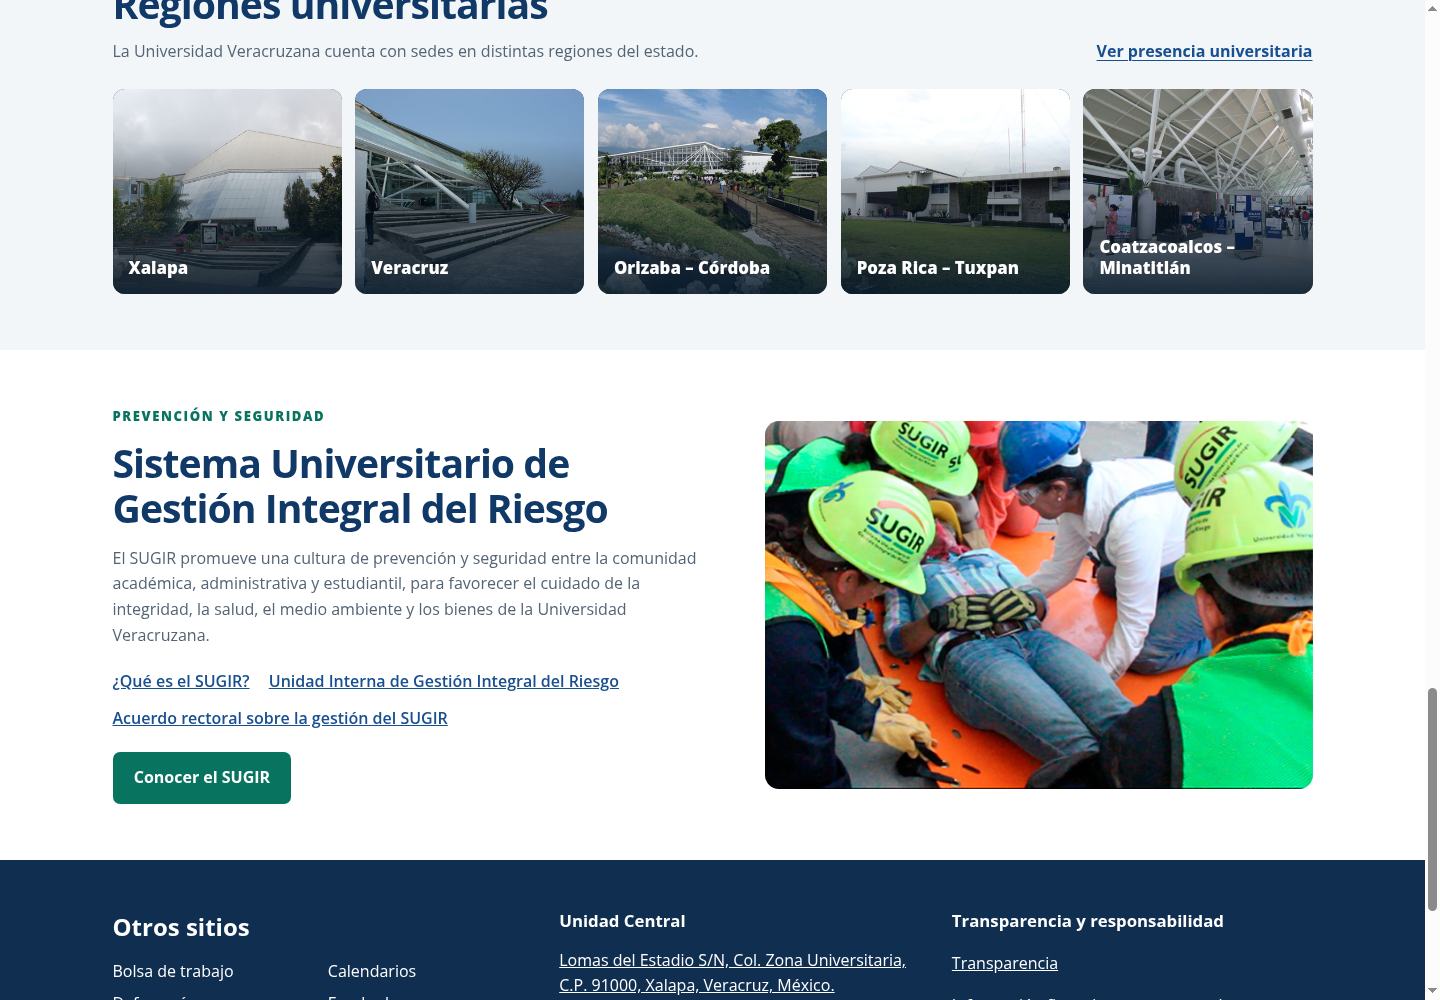 Regiones universitarias
La Universidad Veracruzana cuenta con sedes en distintas regiones del estado.
Ver presencia universitaria
Xalapa
Veracruz
Orizaba – Córdoba
Poza Rica – Tuxpan
Coatzacoalcos –
Minatitlán
PREVENCIÓN Y SEGURIDAD
Sistema Universitario de
Gestión Integral del Riesgo
El SUGIR promueve una cultura de prevención y seguridad entre la comunidad
académica, administrativa y estudiantil, para favorecer el cuidado de la
integridad, la salud, el medio ambiente y los bienes de la Universidad
Veracruzana.
¿Qué es el SUGIR? Unidad Interna de Gestión Integral del Riesgo
Acuerdo rectoral sobre la gestión del SUGIR
Conocer el SUGIR
SUGIR
SUGIR
SUGIR
Otros sitios
Bolsa de trabajo
Calendarios
Unidad Central
Lomas del Estadio S/N, Col. Zona Universitaria,
C.P. 91000, Xalapa, Veracruz, México.
Transparencia y responsabilidad
Transparencia